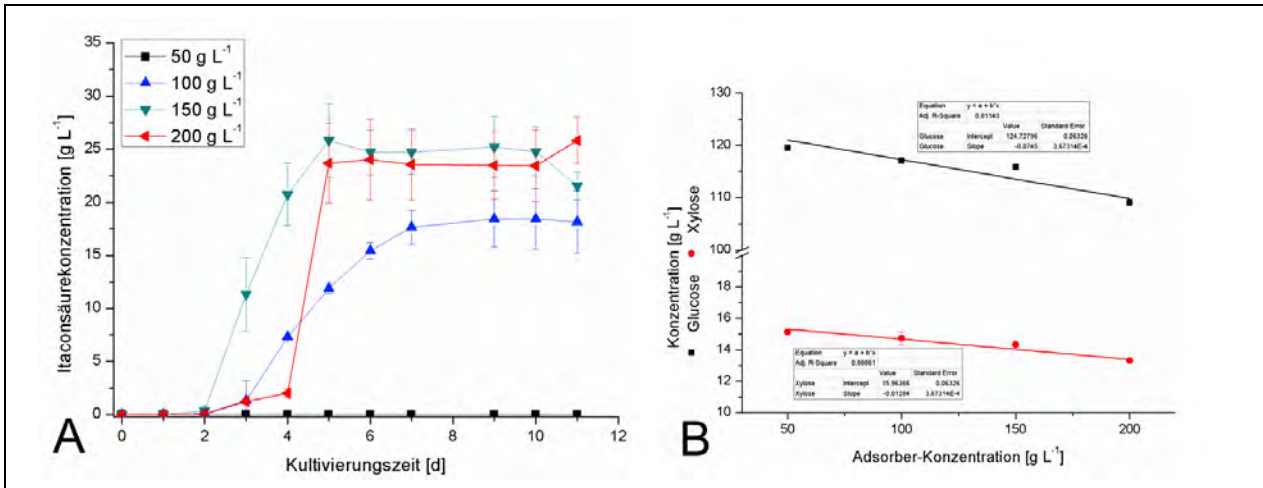 35
30
25
20
15
10
5
0
Itaconsäurekonzentration [g L⁻¹]
50 g L⁻¹
100 g L⁻¹
150 g L⁻¹
200 g L⁻¹
0 2 4 6 8 10 12
Kultivierungszeit [d]
A
130
120
110
100
18
16
14
12
10
Konzentration [g L⁻¹]
Glucose Xylose
Equation y = a + b*x
Adj. R-Square 0.81143
Value Standard Error
Glucose Intercept 124.72796 0.06326
Glucose Slope -0.0745 3.67314E-4
Equation y = a + b*x
Adj. R-Square
Value Standard Error
Xylose Intercept 15.96366 0.06326
Xylose Slope -0.01284 3.67314E-4
50 100 150 200
Adsorber-Konzentration [g L⁻¹]
B